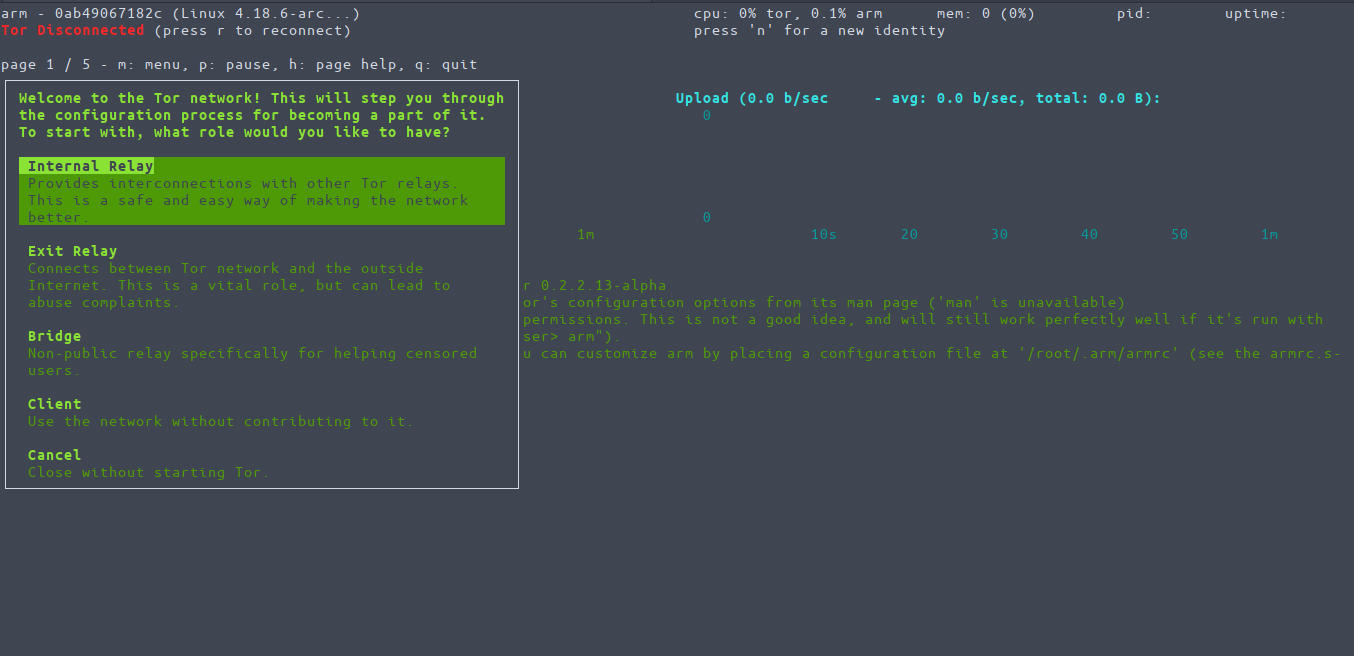 arm - 0ab49067182c (Linux 4.18.6-arc...) cpu: 0% tor, 0.1% arm mem: 0 (0%) pid: uptime:
Tor Disconnected (press r to reconnect) press 'n' for a new identity
page 1 / 5 - m: menu, p: pause, h: page help, q: quit
Welcome to the Tor network! This will step you through
the configuration process for becoming a part of it.
To start with, what role would you like to have?
Internal Relay
Provides interconnections with other Tor relays.
This is a safe and easy way of making the network
better.
Exit Relay
Connects between Tor network and the outside
Internet. This is a vital role, but can lead to
abuse complaints.
Bridge
Non-public relay specifically for helping censored
users.
Client
Use the network without contributing to it.
Cancel
Close without starting Tor.
Upload (0.0 b/sec - avg: 0.0 b/sec, total: 0.0 B):
0
0
1m 10s 20 30 40 50 1m
r 0.2.2.13-alpha
or's configuration options from its man page ('man' is unavailable)
permissions. This is not a good idea, and will still work perfectly well if it's run with
ser> arm").
u can customize arm by placing a configuration file at '/root/.arm/armrc' (see the armrc.s-